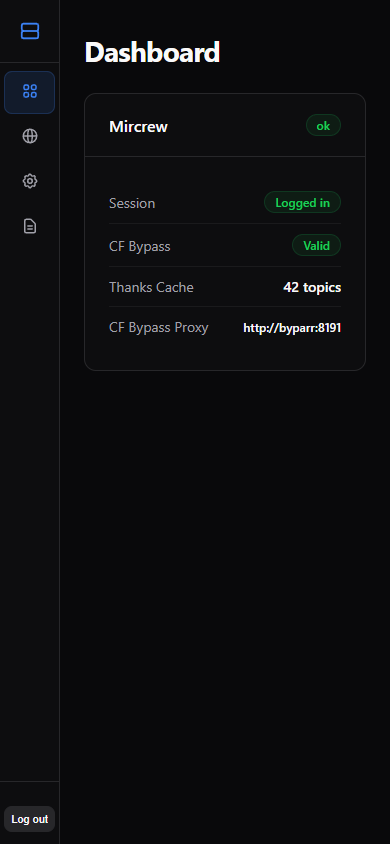 Dashboard
Mircrew ok
Session Logged in
CF Bypass Valid
Thanks Cache 42 topics
CF Bypass Proxy http://byparr:8191
Log out